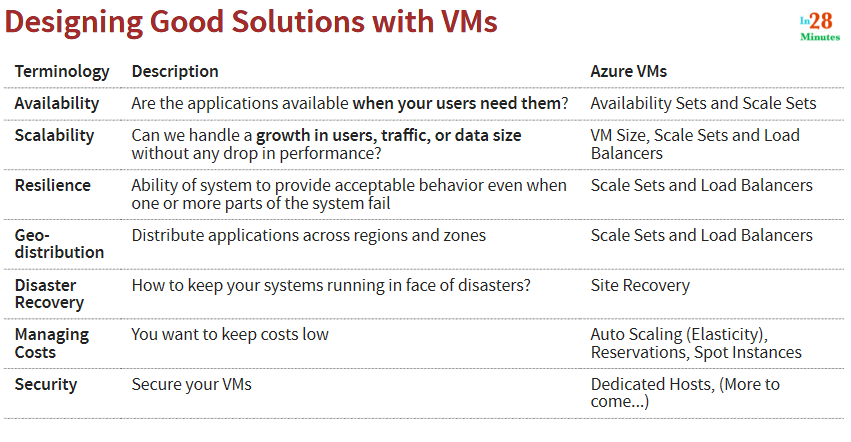 Designing Good Solutions with VMs
In28
Minutes
Terminology Description Azure VMs
Availability Are the applications available when your users need them? Availability Sets and Scale Sets
Scalability Can we handle a growth in users, traffic, or data size VM Size, Scale Sets and Load
without any drop in performance? Balancers
Resilience Ability of system to provide acceptable behavior even when Scale Sets and Load Balancers
one or more parts of the system fail
Geo- Distribute applications across regions and zones Scale Sets and Load Balancers
distribution
Disaster How to keep your systems running in face of disasters? Site Recovery
Recovery
Managing You want to keep costs low Auto Scaling (Elasticity),
Costs Reservations, Spot Instances
Security Secure your VMs Dedicated Hosts, (More to
come...)